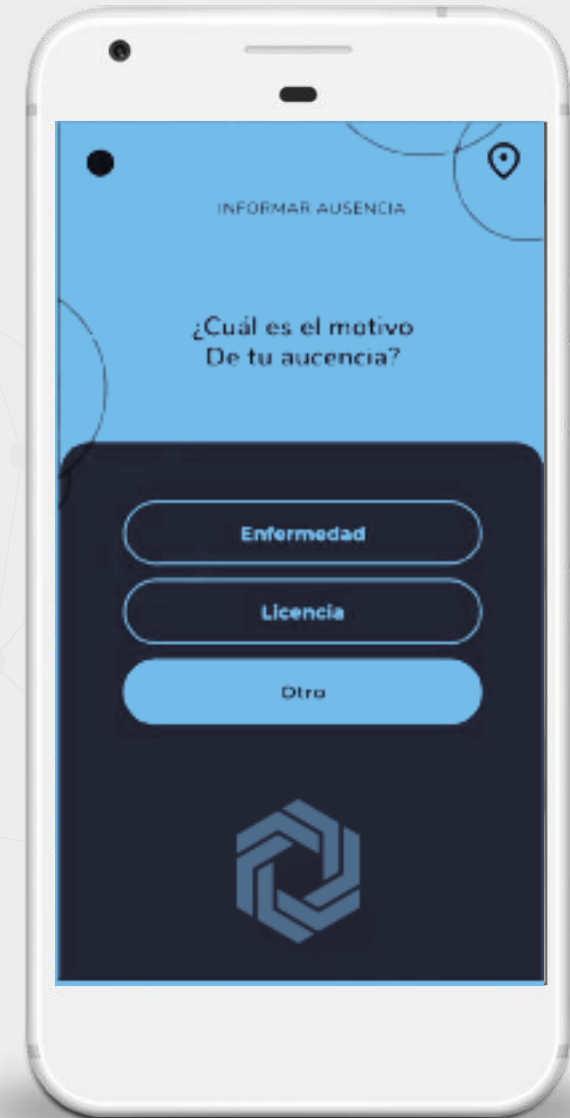 INFORMAR AUSENCIA
¿Cuál es el motivo
De tu aucencia?
Enfermedad
Licencia
Otro